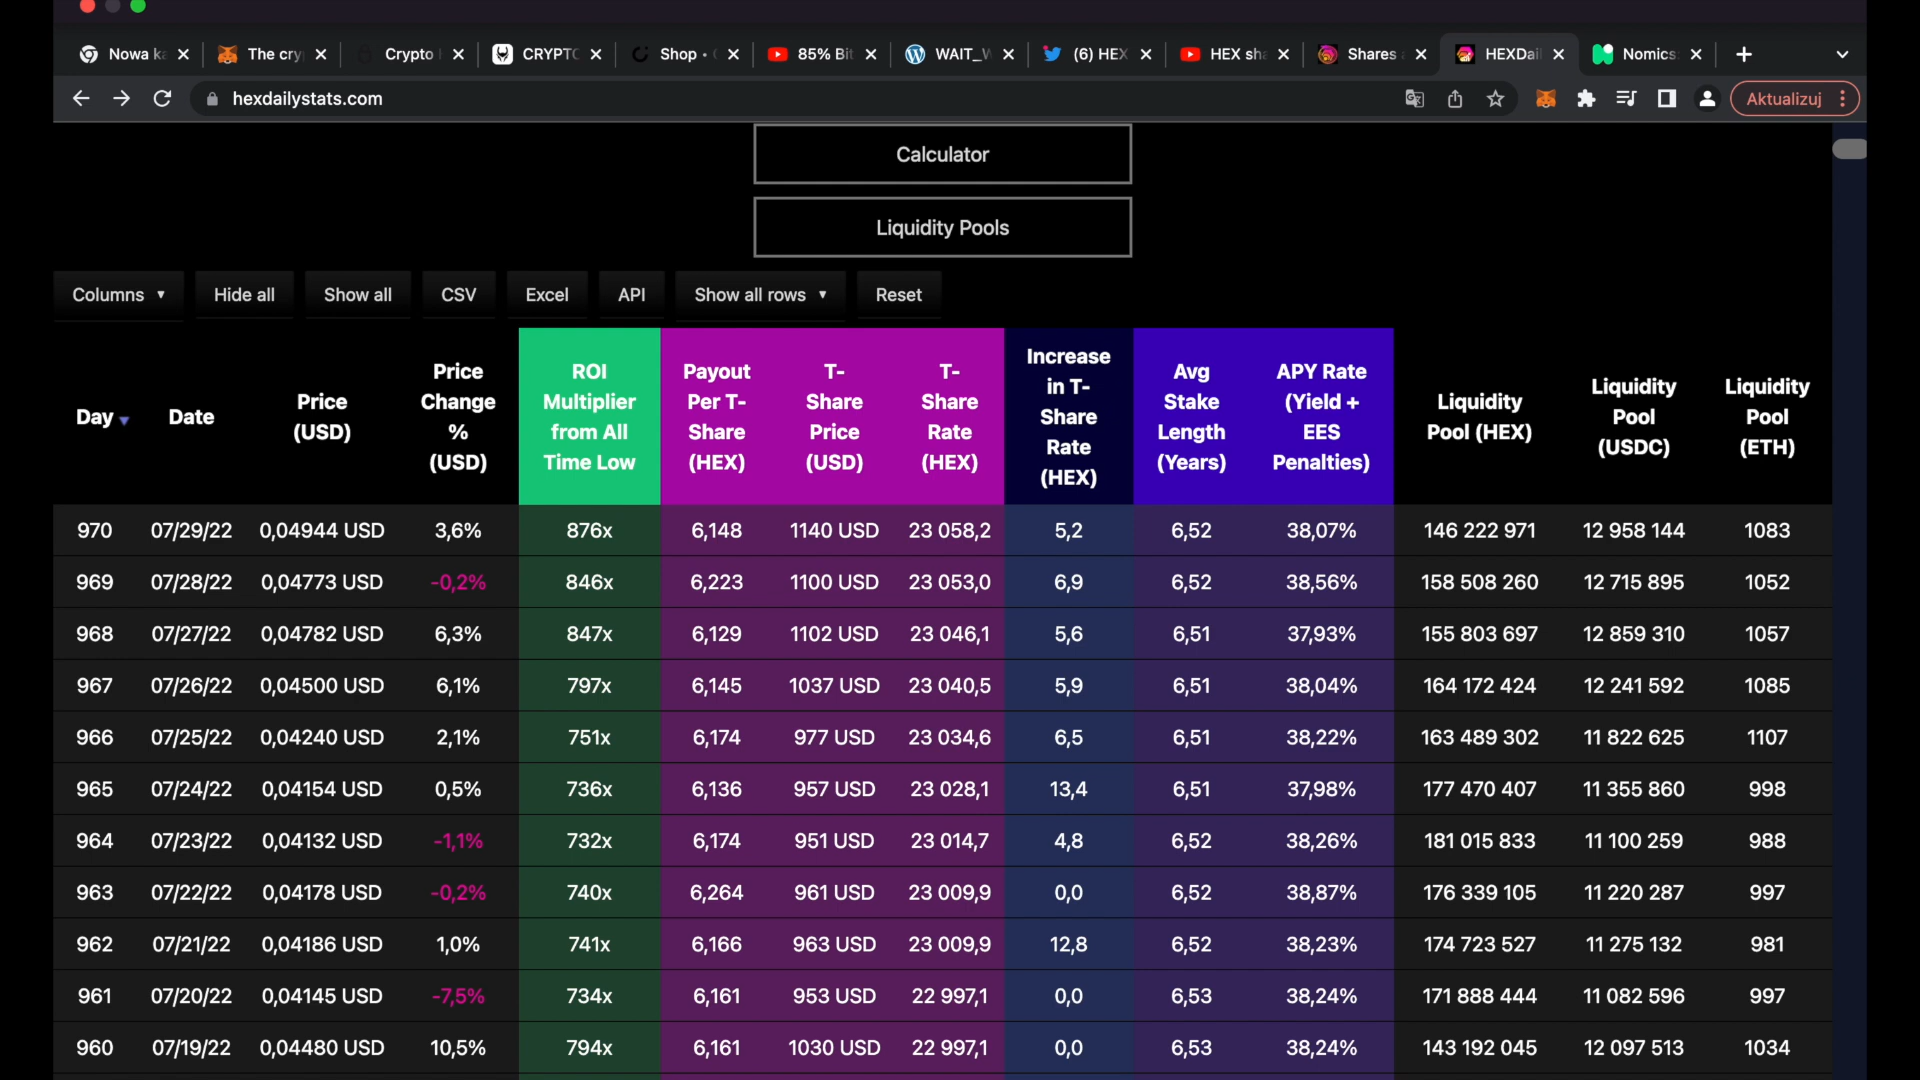 Nowa ka
The cry
Crypto
CRYPTO
Shop •
85% Bit
WAIT_W
(6) HEX
HEX sha
Shares a
HEXDail
Nomics
hexdailystats.com
Aktualizuj
Calculator
Liquidity Pools
Columns ▼ Hide all Show all CSV Excel API Show all rows ▼ Reset
Day ▼
Date
Price
(USD)
Price
Change
%
(USD)
ROI
Multiplier
from All
Time Low
Payout
Per T-
Share
(HEX)
T-
Share
Price
(USD)
T-
Share
Rate
(HEX)
Increase
in T-
Share
Rate
(HEX)
Avg
Stake
Length
(Years)
APY Rate
(Yield +
EES
Penalties)
Liquidity
Pool (HEX)
Liquidity
Pool
(USDC)
Liquidity
Pool
(ETH)
970 07/29/22 0,04944 USD 3,6% 876x 6,148 1140 USD 23 058,2 5,2 6,52 38,07% 146 222 971 12 958 144 1083
969 07/28/22 0,04773 USD -0,2% 846x 6,223 1100 USD 23 053,0 6,9 6,52 38,56% 158 508 260 12 715 895 1052
968 07/27/22 0,04782 USD 6,3% 847x 6,129 1102 USD 23 046,1 5,6 6,51 37,93% 155 803 697 12 859 310 1057
967 07/26/22 0,04500 USD 6,1% 797x 6,145 1037 USD 23 040,5 5,9 6,51 38,04% 164 172 424 12 241 592 1085
966 07/25/22 0,04240 USD 2,1% 751x 6,174 977 USD 23 034,6 6,5 6,51 38,22% 163 489 302 11 822 625 1107
965 07/24/22 0,04154 USD 0,5% 736x 6,136 957 USD 23 028,1 13,4 6,51 37,98% 177 470 407 11 355 860 998
964 07/23/22 0,04132 USD -1,1% 732x 6,174 951 USD 23 014,7 4,8 6,52 38,26% 181 015 833 11 100 259 988
963 07/22/22 0,04178 USD -0,2% 740x 6,264 961 USD 23 009,9 0,0 6,52 38,87% 176 339 105 11 220 287 997
962 07/21/22 0,04186 USD 1,0% 741x 6,166 963 USD 23 009,9 12,8 6,52 38,23% 174 723 527 11 275 132 981
961 07/20/22 0,04145 USD -7,5% 734x 6,161 953 USD 22 997,1 0,0 6,53 38,24% 171 888 444 11 082 596 997
960 07/19/22 0,04480 USD 10,5% 794x 6,161 1030 USD 22 997,1 0,0 6,53 38,24% 143 192 045 12 097 513 1034